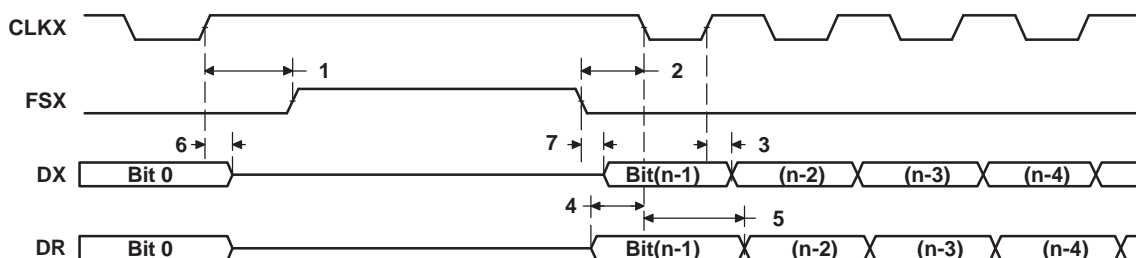 CLKX
1 2
FSX
6 7 3
DX Bit 0 Bit(n-1) (n-2) (n-3) (n-4)
4 5
DR Bit 0 Bit(n-1) (n-2) (n-3) (n-4)